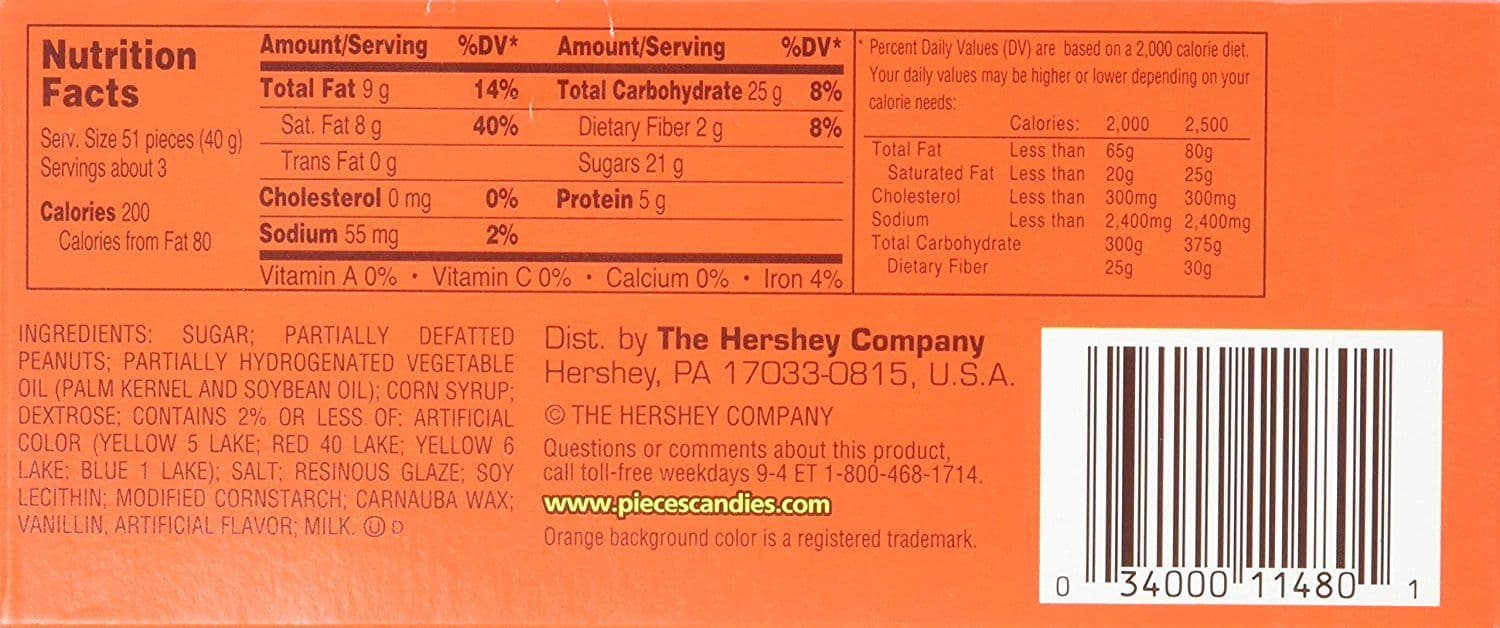 Nutrition
Facts
Serv. Size 51 pieces (40 g)
Servings about 3
Calories 200
Calories from Fat 80
Amount/Serving %DV* Amount/Serving %DV*
Total Fat 9 g 14% Total Carbohydrate 25 g 8%
Sat. Fat 8 g 40% Dietary Fiber 2 g 8%
Trans Fat 0 g Sugars 21 g
Cholesterol 0 mg 0% Protein 5 g
Sodium 55 mg 2%
Vitamin A 0% • Vitamin C 0% • Calcium 0% • Iron 4%
* Percent Daily Values (DV) are based on a 2,000 calorie diet.
Your daily values may be higher or lower depending on your
calorie needs:
Calories: 2,000 2,500
Total Fat Less than 65g 80g
Saturated Fat Less than 20g 25g
Cholesterol Less than 300mg 300mg
Sodium Less than 2,400mg 2,400mg
Total Carbohydrate 300g 375g
Dietary Fiber 25g 30g
INGREDIENTS: SUGAR; PARTIALLY DEFATTED
PEANUTS; PARTIALLY HYDROGENATED VEGETABLE
OIL (PALM KERNEL AND SOYBEAN OIL); CORN SYRUP;
DEXTROSE; CONTAINS 2% OR LESS OF: ARTIFICIAL
COLOR (YELLOW 5 LAKE; RED 40 LAKE; YELLOW 6
LAKE; BLUE 1 LAKE); SALT; RESINOUS GLAZE; SOY
LECITHIN; MODIFIED CORNSTARCH; CARNAUBA WAX;
VANILLIN, ARTIFICIAL FLAVOR; MILK. Ⓤ D
Dist. by The Hershey Company
Hershey, PA 17033-0815, U.S.A.
© THE HERSHEY COMPANY
Questions or comments about this product,
call toll-free weekdays 9-4 ET 1-800-468-1714.
www.piecescandies.com
Orange background color is a registered trademark.
0 34000 11480 1